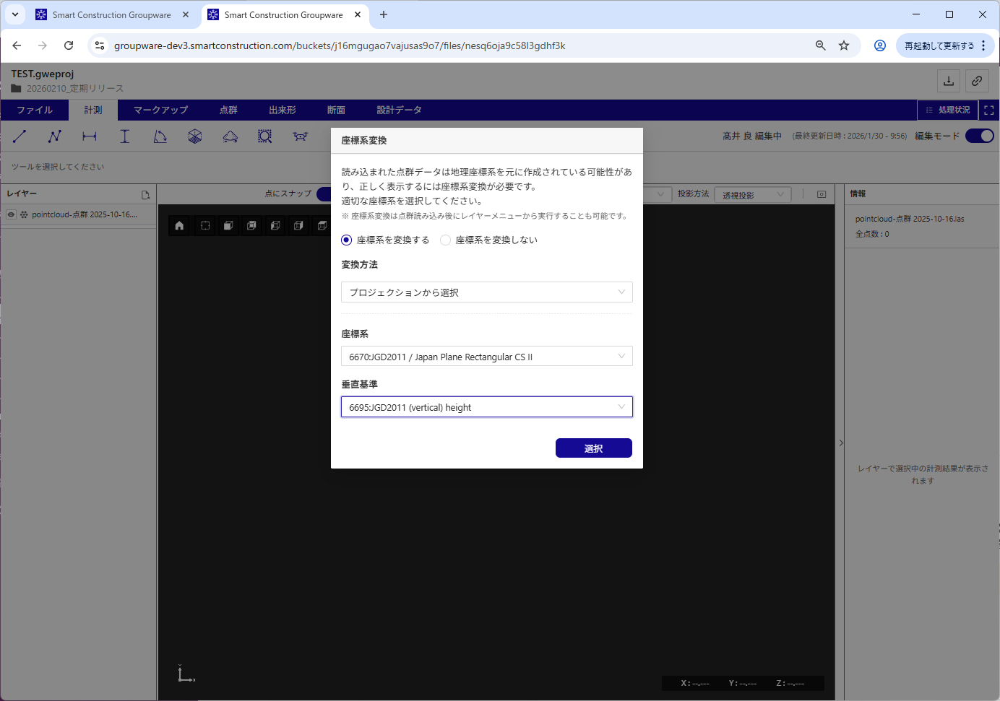 Smart Construction Groupware
Smart Construction Groupware
groupware-dev3.smartconstruction.com/buckets/j16mgugao7vajusas9o7/files/nesq6oja9c58l3gdhf3k
再起動して更新する
TEST.gweproj
20260210_定期リリース
ファイル 計測 マークアップ 点群 出来形 断面 設計データ
処理状況
髙井 良 編集中 (最終更新日時 : 2026/1/30 - 9:56) 編集モード
ツールを選択してください
レイヤー
pointcloud-点群 2025-10-16....
点にスナップ
投影方法 透視投影
情報
pointcloud-点群 2025-10-16.las
全点数 : 0
レイヤーで選択中の計測結果が表示さ
れます
座標系変換
読み込まれた点群データは地理座標系を元に作成されている可能性があ
り、正しく表示するには座標系変換が必要です。
適切な座標系を選択してください。
※ 座標系変換は点群読み込み後にレイヤーメニューから実行することも可能です。
座標系を変換する 座標系を変換しない
変換方法
プロジェクションから選択
座標系
6670:JGD2011 / Japan Plane Rectangular CS II
垂直基準
6695:JGD2011 (vertical) height
選択
X:--.--- Y:--.--- Z:--.---